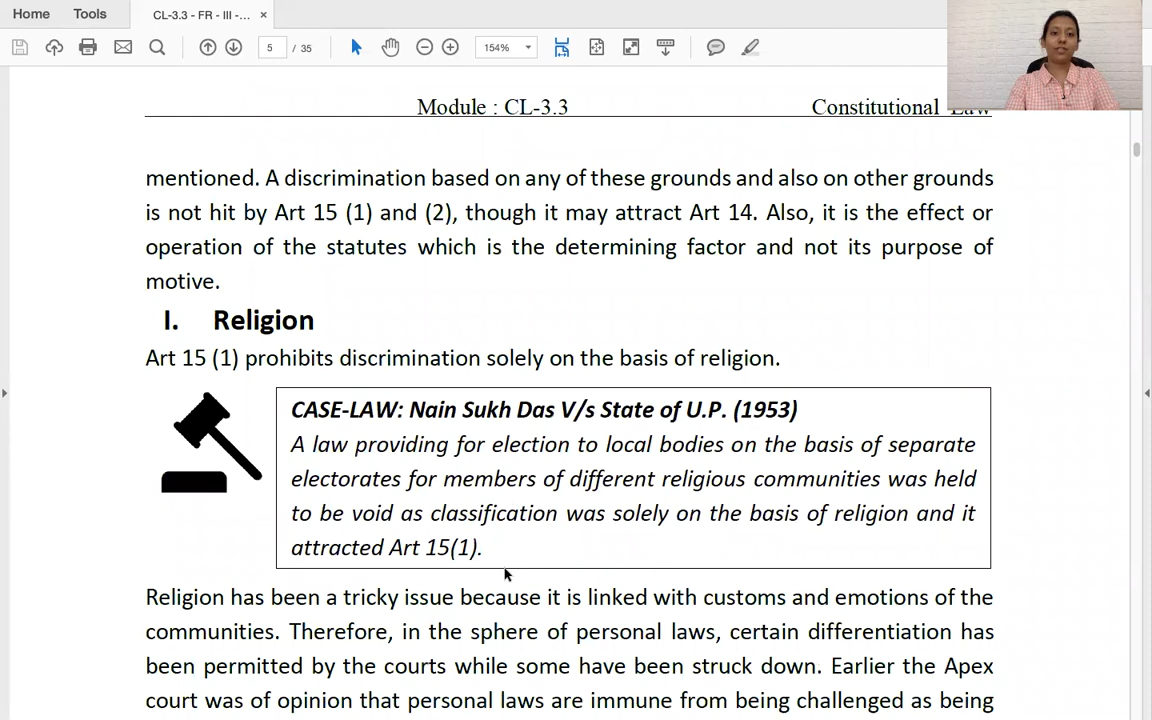 Home Tools CL-3.3 - FR - III -... ×
5 / 35 154%
Module : CL-3.3 Constitutional Law
mentioned. A discrimination based on any of these grounds and also on other grounds
is not hit by Art 15 (1) and (2), though it may attract Art 14. Also, it is the effect or
operation of the statutes which is the determining factor and not its purpose of
motive.
I. Religion
Art 15 (1) prohibits discrimination solely on the basis of religion.
CASE-LAW: Nain Sukh Das V/s State of U.P. (1953)
A law providing for election to local bodies on the basis of separate
electorates for members of different religious communities was held
to be void as classification was solely on the basis of religion and it
attracted Art 15(1).
Religion has been a tricky issue because it is linked with customs and emotions of the
communities. Therefore, in the sphere of personal laws, certain differentiation has
been permitted by the courts while some have been struck down. Earlier the Apex
court was of opinion that personal laws are immune from being challenged as being